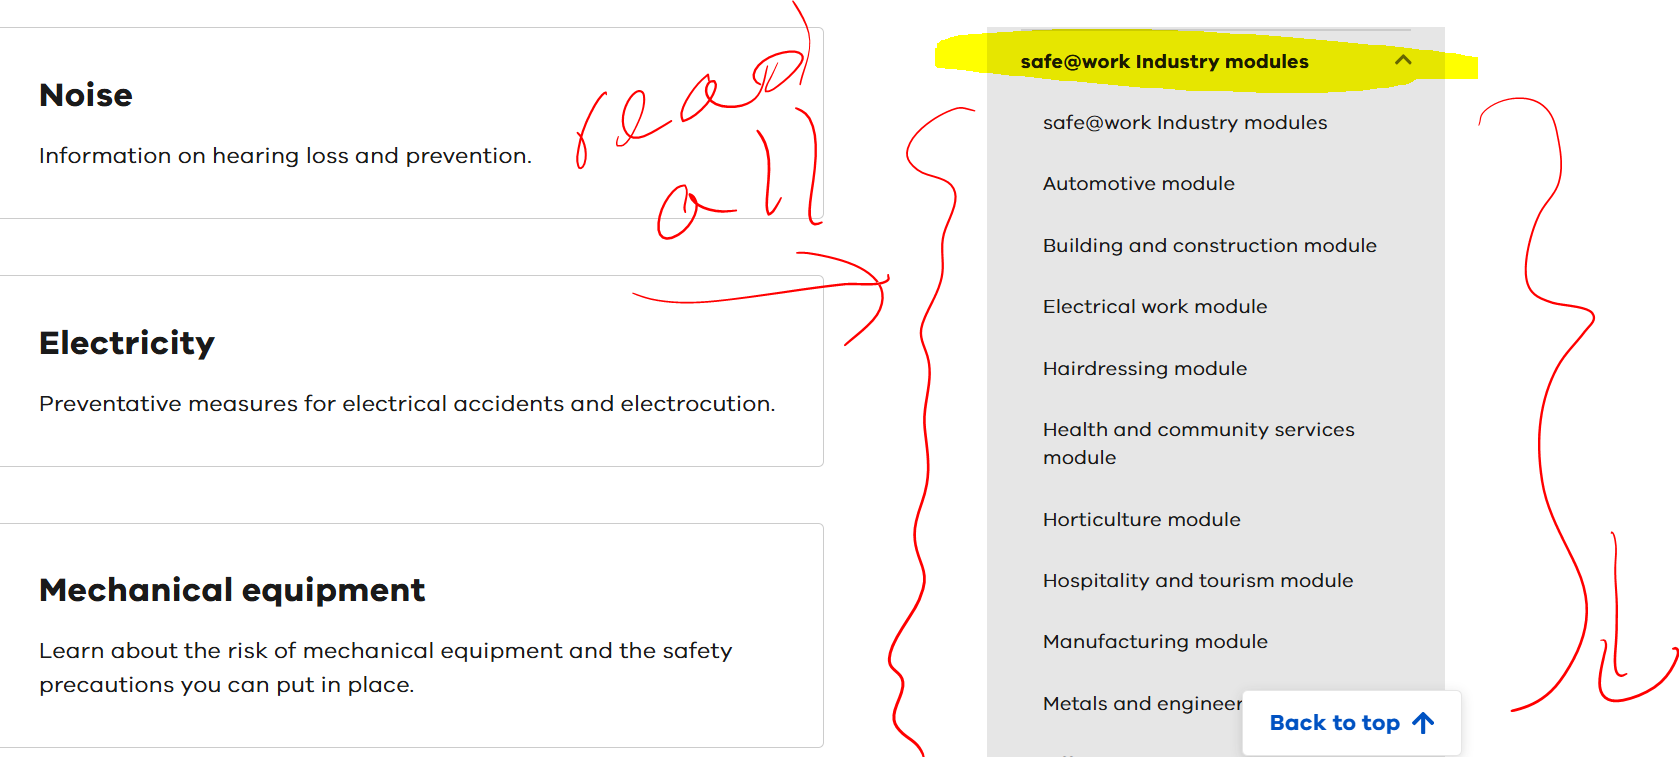 Noise
Information on hearing loss and prevention.
Electricity
Preventative measures for electrical accidents and electrocution.
Mechanical equipment
Learn about the risk of mechanical equipment and the safety
precautions you can put in place.
read
all
safe@work Industry modules
safe@work Industry modules
Automotive module
Building and construction module
Electrical work module
Hairdressing module
Health and community services
module
Horticulture module
Hospitality and tourism module
Manufacturing module
Metals and engineer
Back to top